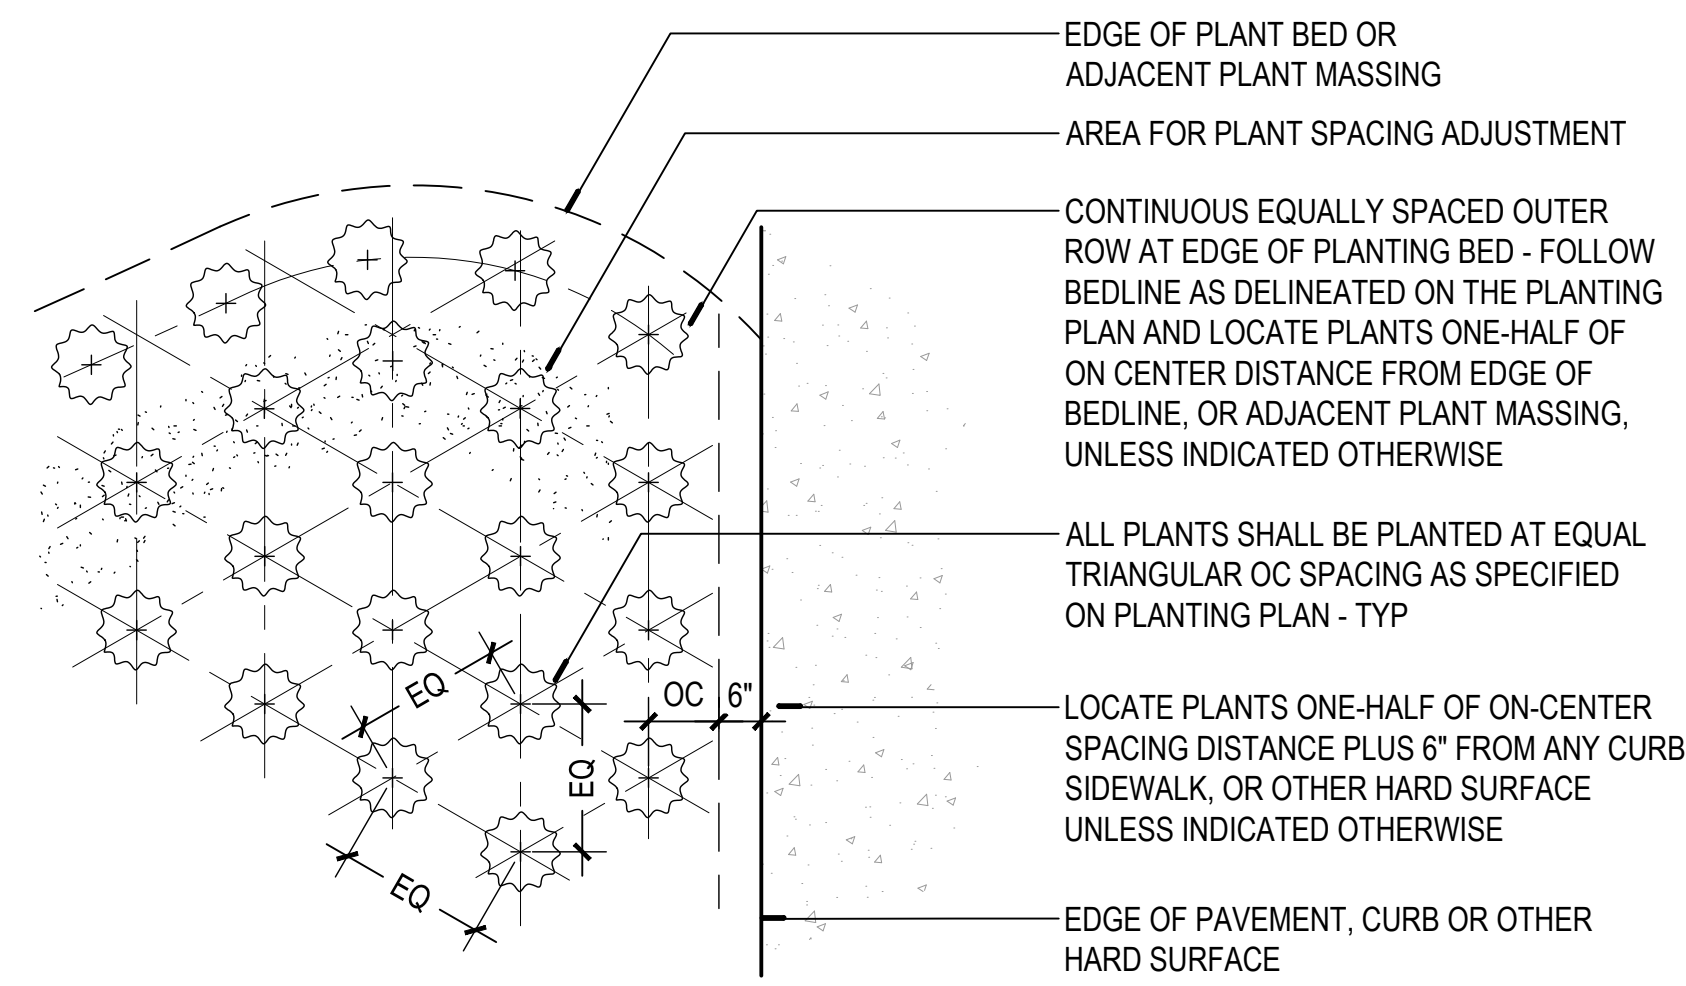 EDGE OF PLANT BED OR
ADJACENT PLANT MASSING
AREA FOR PLANT SPACING ADJUSTMENT
CONTINUOUS EQUALLY SPACED OUTER
ROW AT EDGE OF PLANTING BED - FOLLOW
BEDLINE AS DELINEATED ON THE PLANTING
PLAN AND LOCATE PLANTS ONE-HALF OF
ON CENTER DISTANCE FROM EDGE OF
BEDLINE, OR ADJACENT PLANT MASSING,
UNLESS INDICATED OTHERWISE
ALL PLANTS SHALL BE PLANTED AT EQUAL
TRIANGULAR OC SPACING AS SPECIFIED
ON PLANTING PLAN - TYP
LOCATE PLANTS ONE-HALF OF ON-CENTER
SPACING DISTANCE PLUS 6" FROM ANY CURB
SIDEWALK, OR OTHER HARD SURFACE
UNLESS INDICATED OTHERWISE
EDGE OF PAVEMENT, CURB OR OTHER
HARD SURFACE
EQ
OC 6"
EQ
EQ